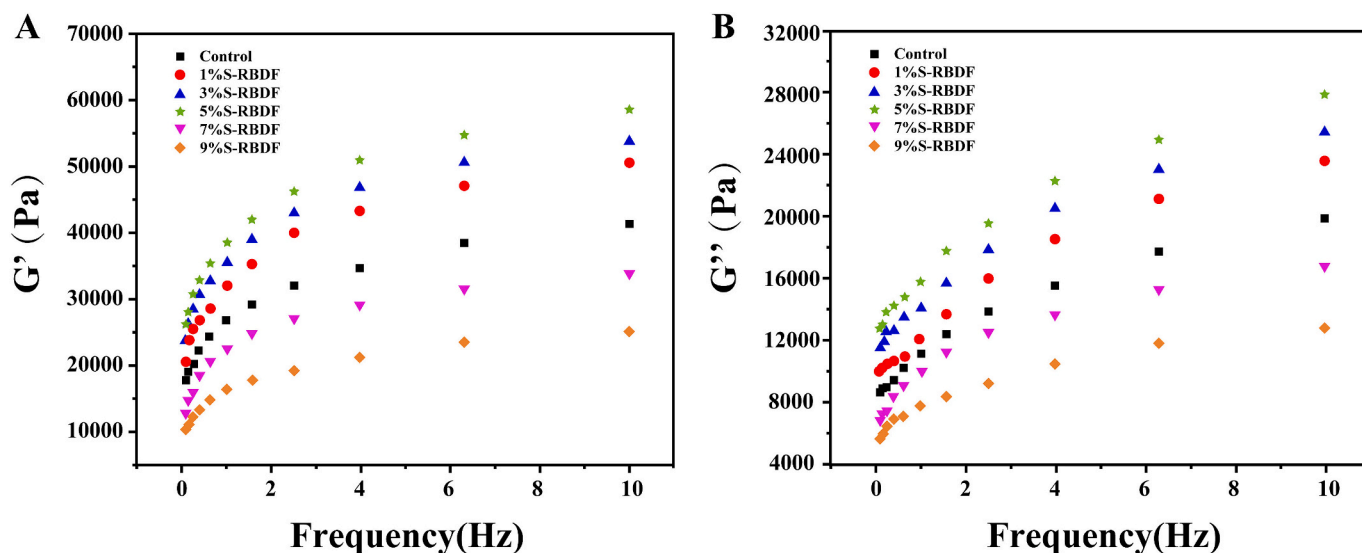 A
G’ (Pa)
70000
60000
50000
40000
30000
20000
10000
Control
1%S-RBDF
3%S-RBDF
5%S-RBDF
7%S-RBDF
9%S-RBDF
0 2 4 6 8 10
Frequency(Hz)
B
G’’ (Pa)
32000
28000
24000
20000
16000
12000
8000
4000
Control
1%S-RBDF
3%S-RBDF
5%S-RBDF
7%S-RBDF
9%S-RBDF
0 2 4 6 8 10
Frequency(Hz)